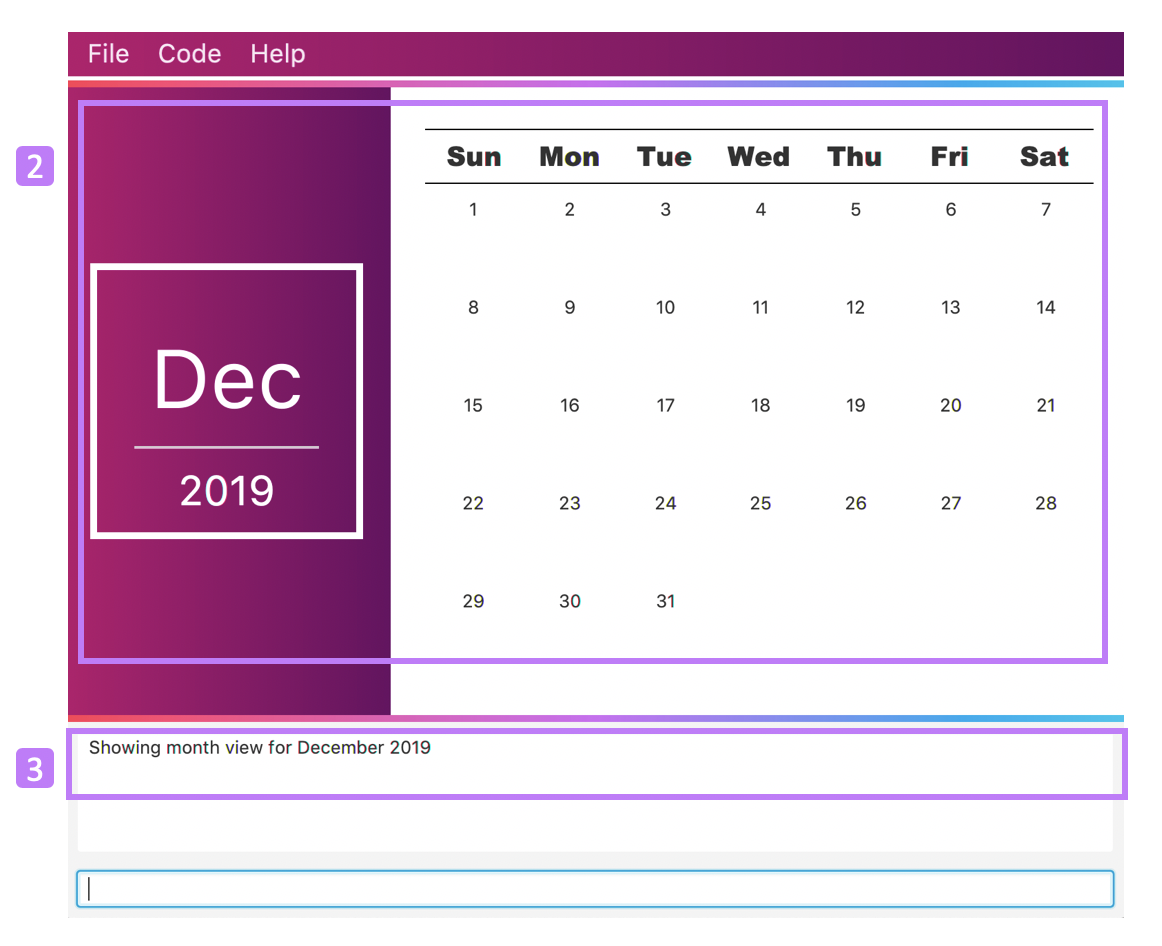 File Code Help
2
Sun Mon Tue Wed Thu Fri Sat
1 2 3 4 5 6 7
8 9 10 11 12 13 14
Dec
2019
15 16 17 18 19 20 21
22 23 24 25 26 27 28
29 30 31
3
Showing month view for December 2019